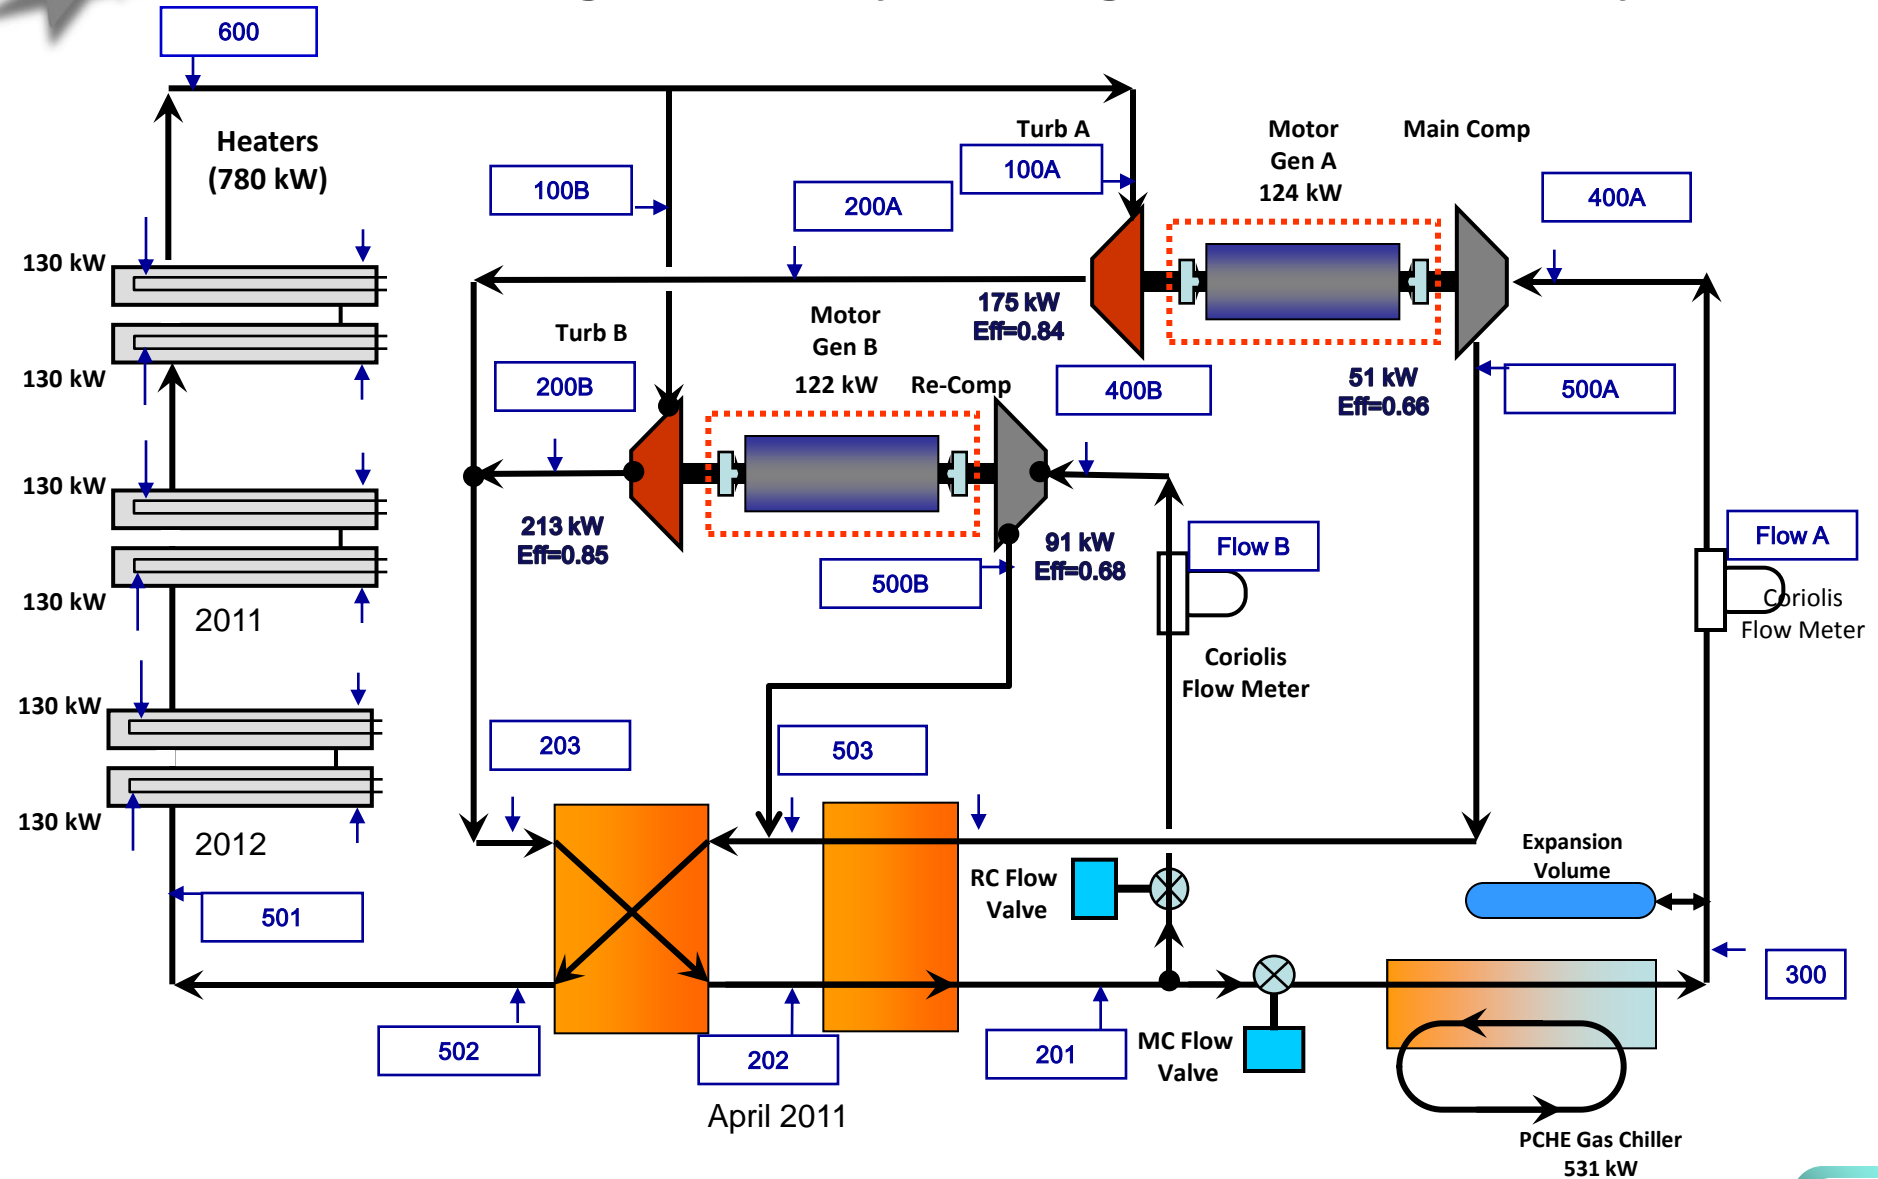 600
Heaters
(780 kW)
Turb A
Motor
Gen A
124 kW
Main Comp
100B
200A
100A
400A
130 kW
130 kW
175 kW
Eff=0.84
Motor
Gen B
122 kW
Turb B
200B
Re-Comp
400B
51 kW
Eff=0.66
500A
130 kW
130 kW
2011
213 kW
Eff=0.85
500B
91 kW
Eff=0.68
Flow B
Flow A
Coriolis
Flow Meter
Coriolis
Flow Meter
130 kW
130 kW
2012
203
503
RC Flow
Valve
Expansion
Volume
501
300
502
202
201
MC Flow
Valve
April 2011
PCHE Gas Chiller
531 kW